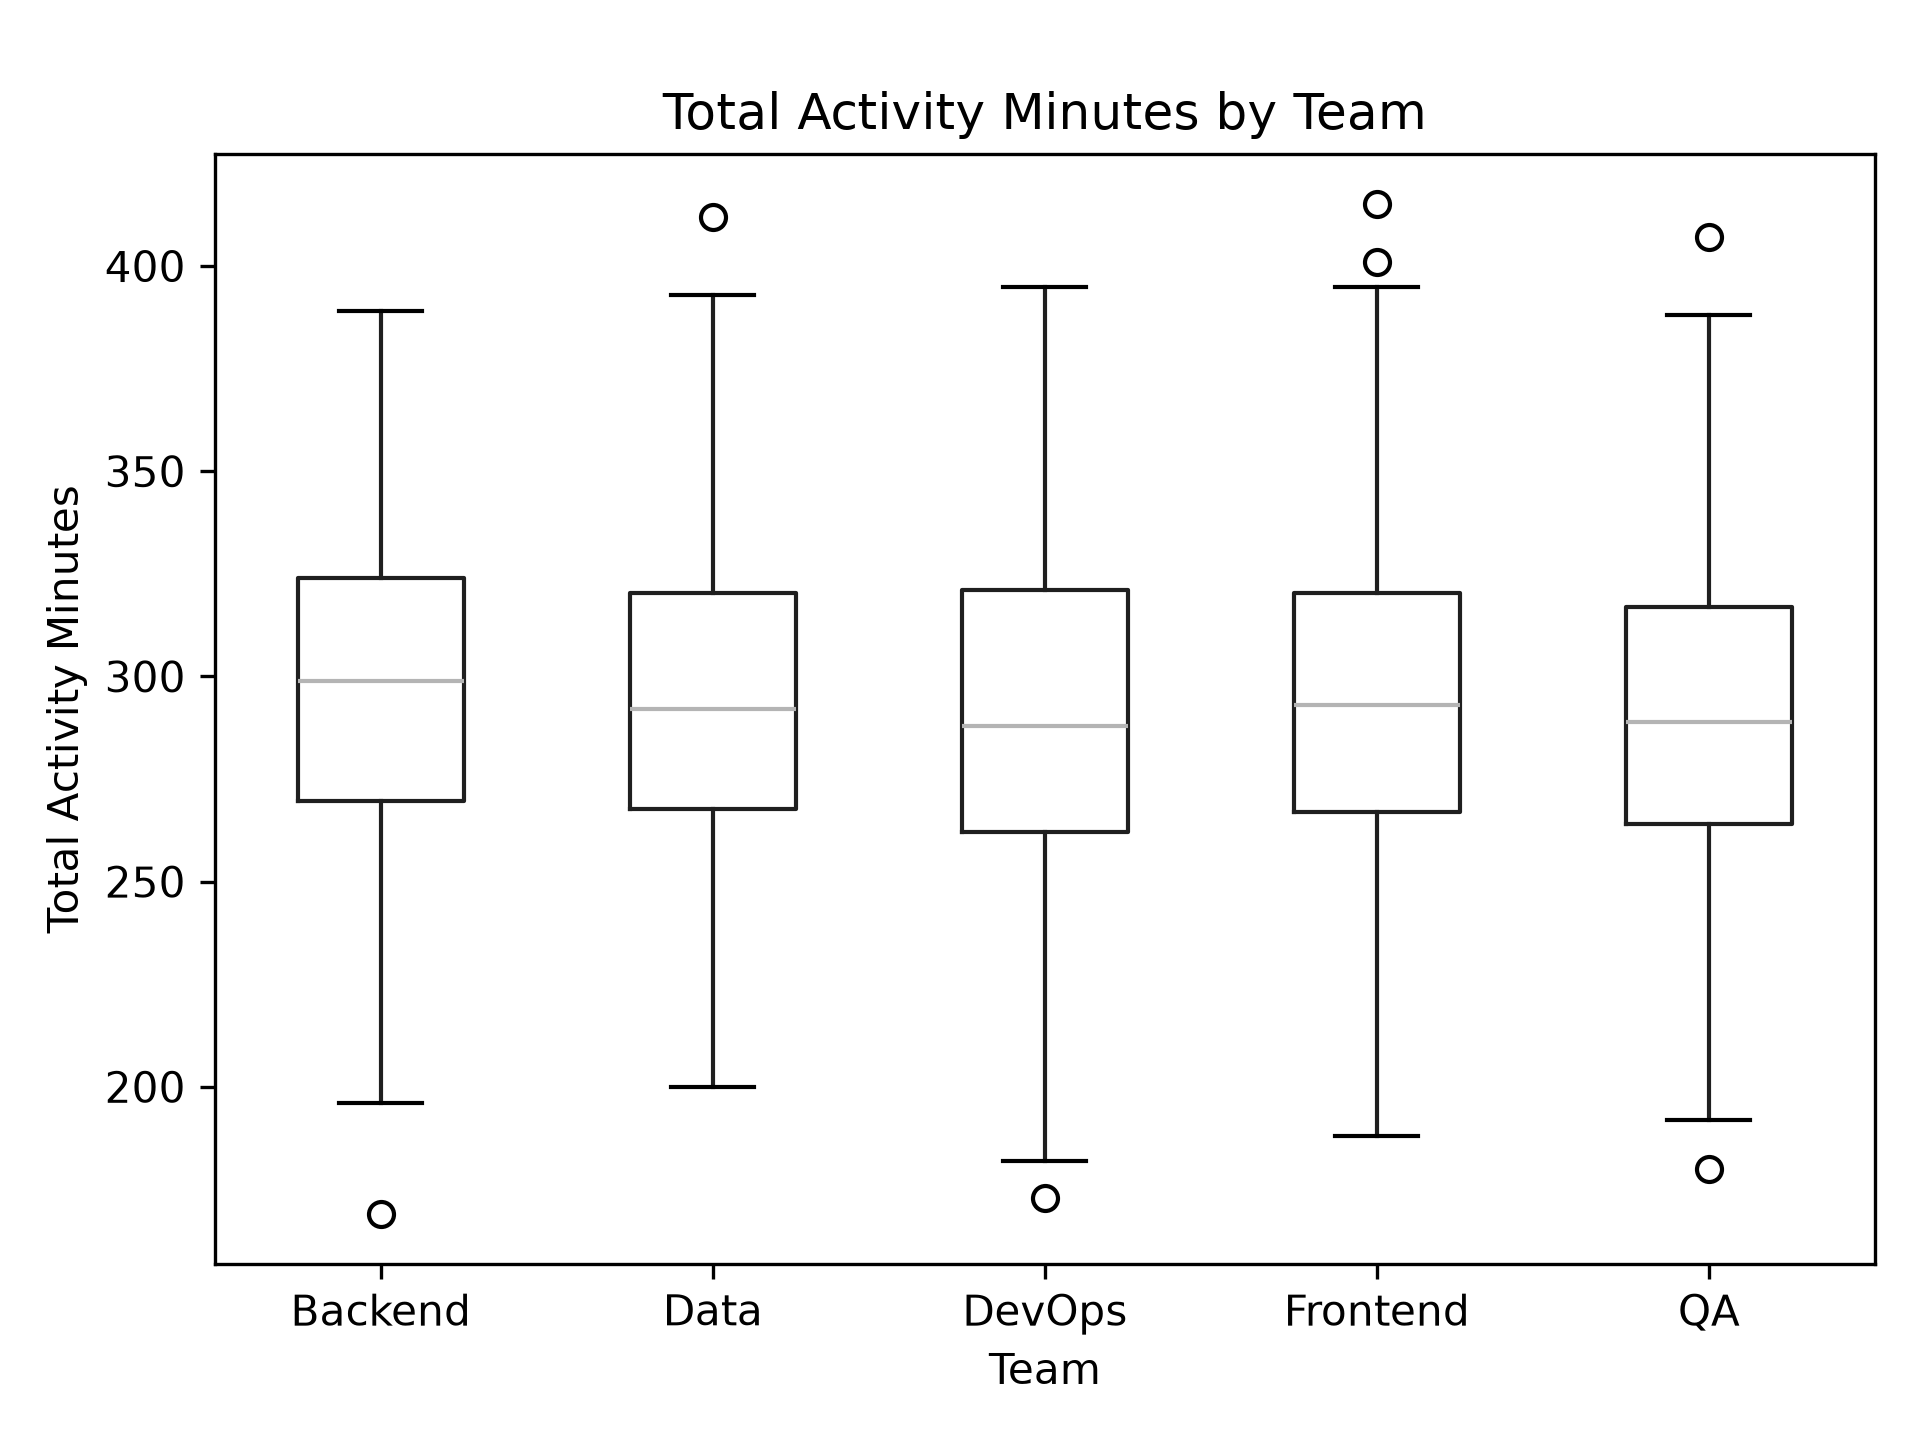 Total Activity Minutes by Team
Total Activity Minutes
400
350
300
250
200
Backend Data DevOps Frontend QA
Team